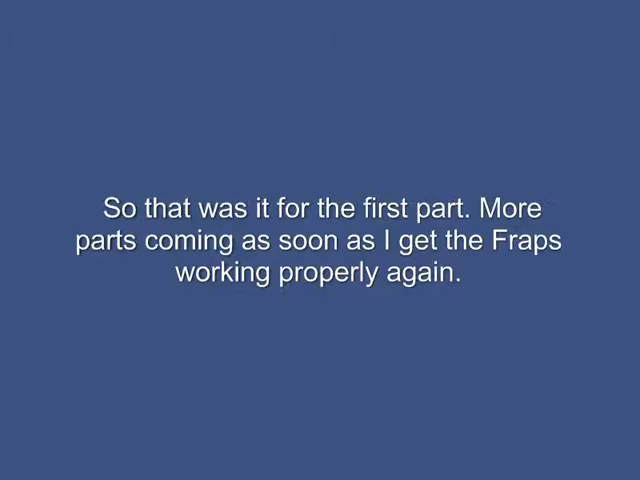 So that was it for the first part. More
parts coming as soon as I get the Fraps
working properly again.